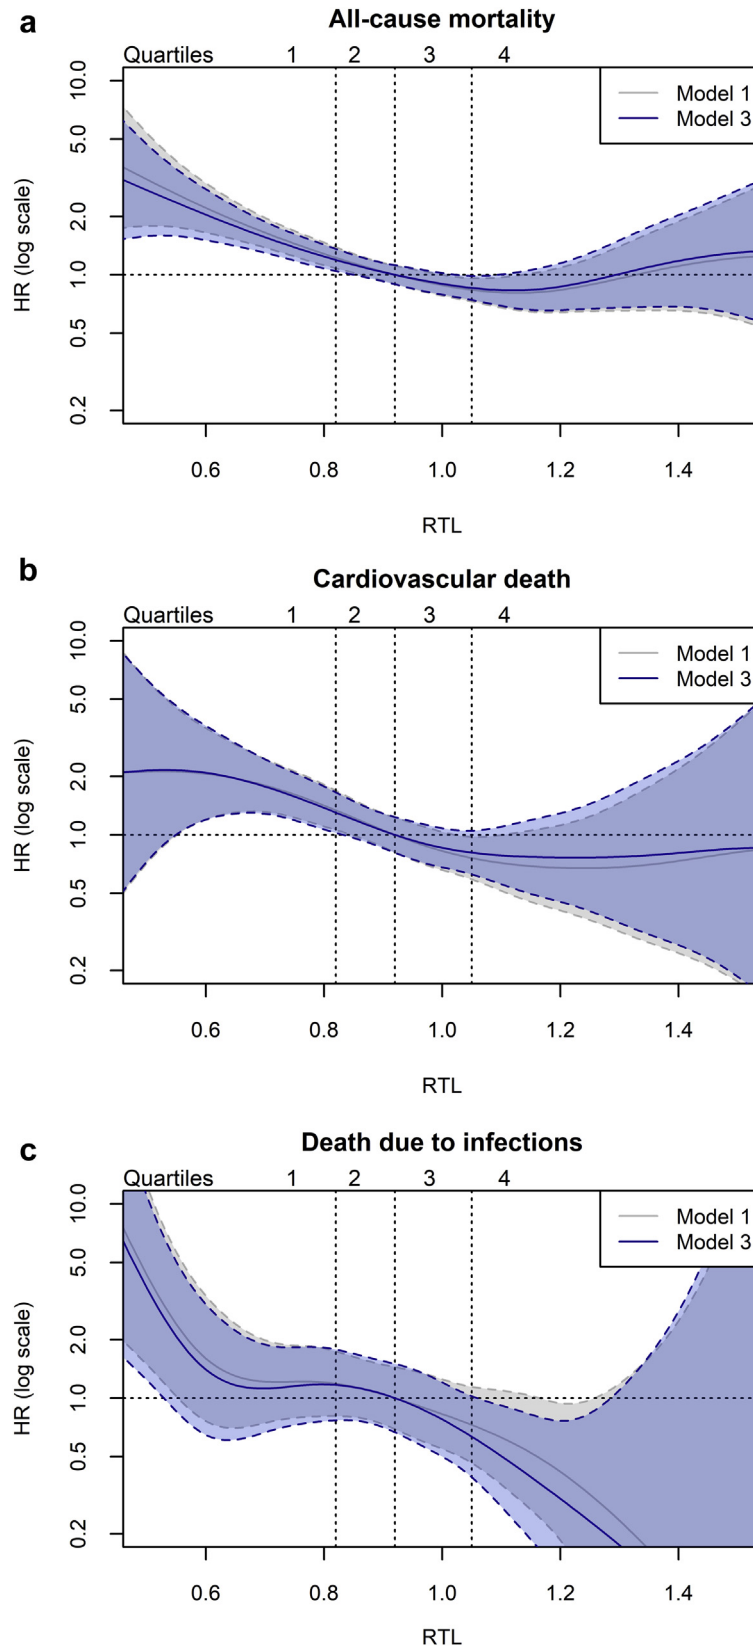 a
All-cause mortality
Quartiles 1 2 3 4
10.0
5.0
2.0
1.0
0.5
0.2
HR (log scale)
Model 1
Model 3
0.6 0.8 1.0 1.2 1.4
RTL
b
Cardiovascular death
Quartiles 1 2 3 4
10.0
5.0
2.0
1.0
0.5
0.2
HR (log scale)
Model 1
Model 3
0.6 0.8 1.0 1.2 1.4
RTL
c
Death due to infections
Quartiles 1 2 3 4
10.0
5.0
2.0
1.0
0.5
0.2
HR (log scale)
Model 1
Model 3
0.6 0.8 1.0 1.2 1.4
RTL